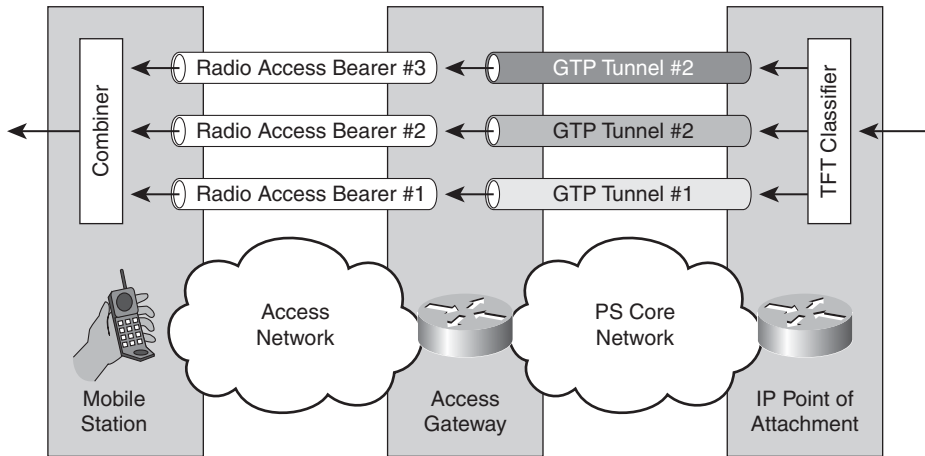 Combiner
Radio Access Bearer #3
GTP Tunnel #2
TFT Classifier
Radio Access Bearer #2
GTP Tunnel #2
Radio Access Bearer #1
GTP Tunnel #1
Access
Network
PS Core
Network
Mobile
Station
Access
Gateway
IP Point of
Attachment